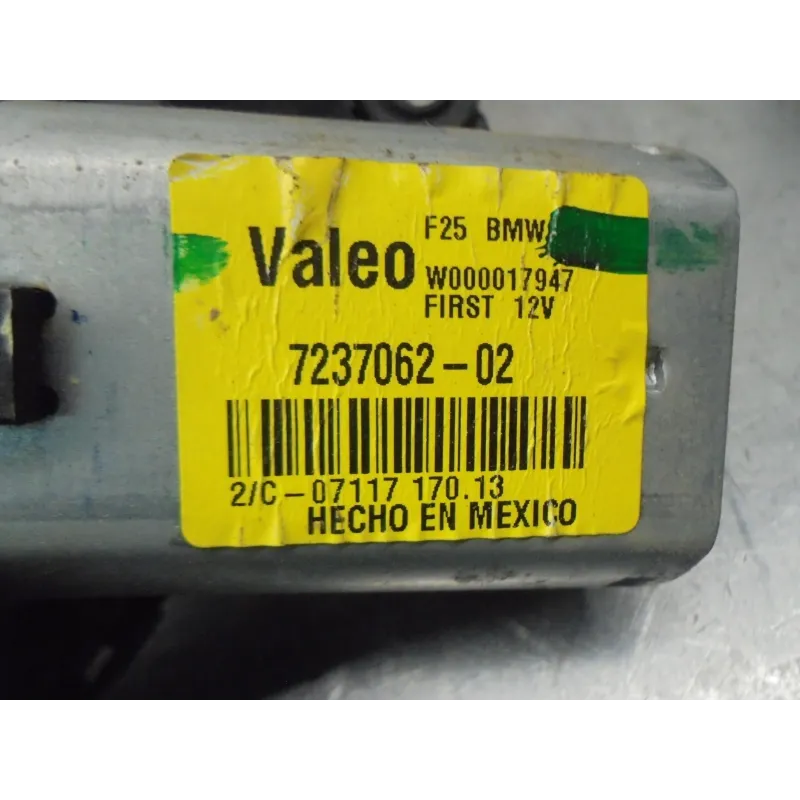 Valeo
F25 BMW
W000017947
FIRST 12V
7237062-02
2/C-07117 170.13
HECHO EN MEXICO